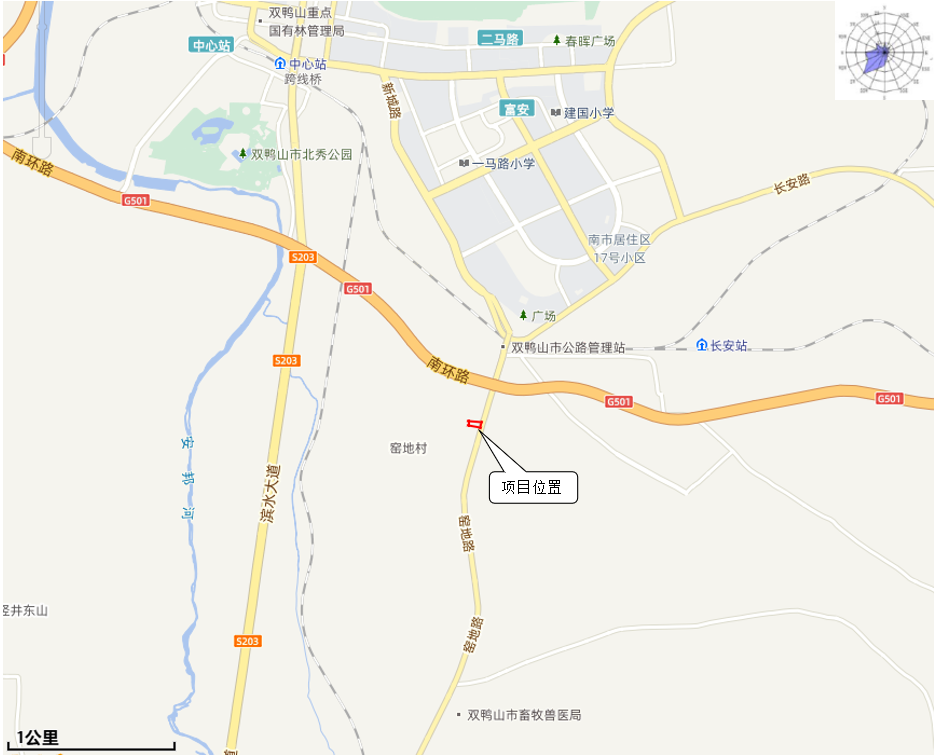 双鸭山重点
国有林管理局
中心站
中心站
跨线桥
二马路
春晖广场
新城路
富安
建国小学
双鸭山市北秀公园
一马路小学
南环路
G501
长安路
南市居住区
17号小区
S203
G501
广场
双鸭山市公路管理站
长安站
S203
南环路
G501
G501
窑地村
安邦河
项目位置
滨水大道
窑地路
竖井东山
窑地路
S203
双鸭山市畜牧兽医局
1公里